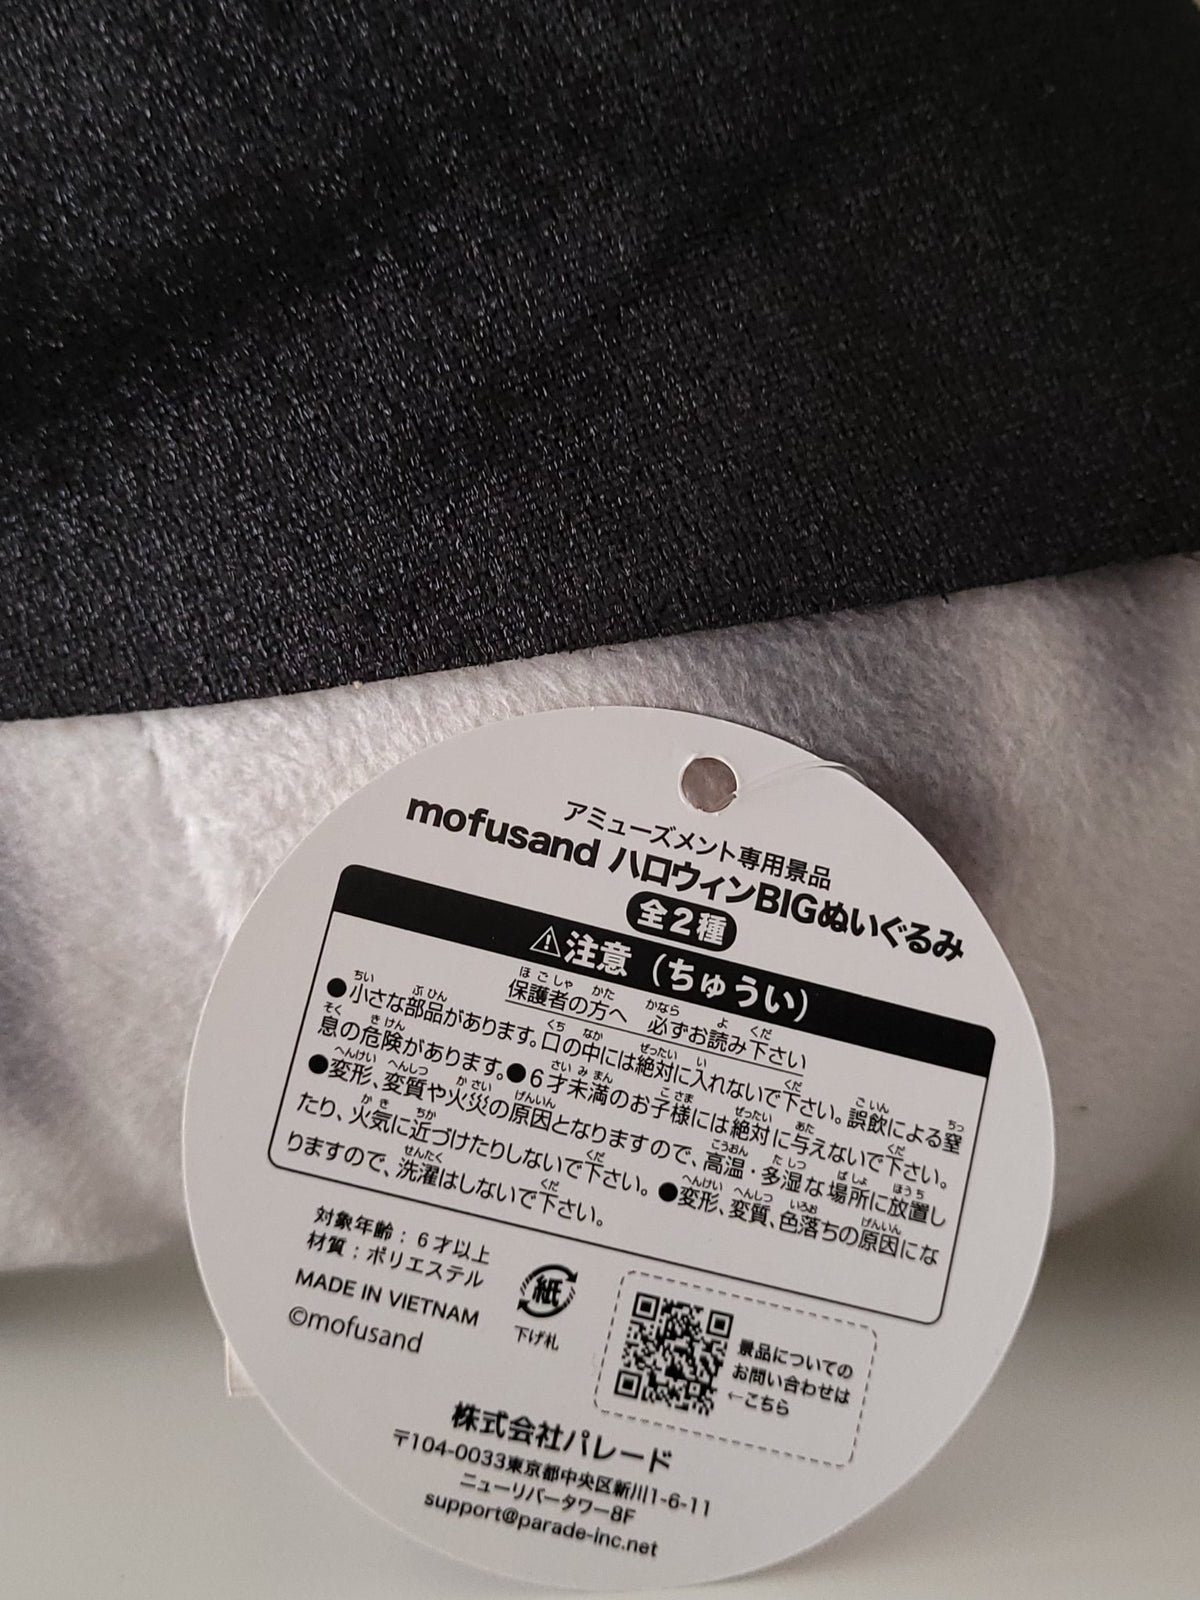 アミューズメント専用景品
mofusand ハロウィンBIGぬいぐるみ
全2種
⚠注意（ちゅうい）
保護者の方へ 必ずお読み下さい
●小さな部品があります。口の中には絶対に入れないで下さい。誤飲による窒
息の危険があります。●6才未満のお子様には絶対に与えないで下さい。
●変形、変質や火災の原因となりますので、高温・多湿な場所に放置し
たり、火気に近づけたりしないで下さい。●変形、変質、色落ちの原因にな
りますので、洗濯はしないで下さい。
対象年齢：6才以上
材質：ポリエステル
MADE IN VIETNAM
©mofusand
紙
下げ札
景品についての
お問い合わせは
←こちら
株式会社パレード
〒104-0033東京都中央区新川1-6-11
ニューリバータワー8F
support@parade-inc.net